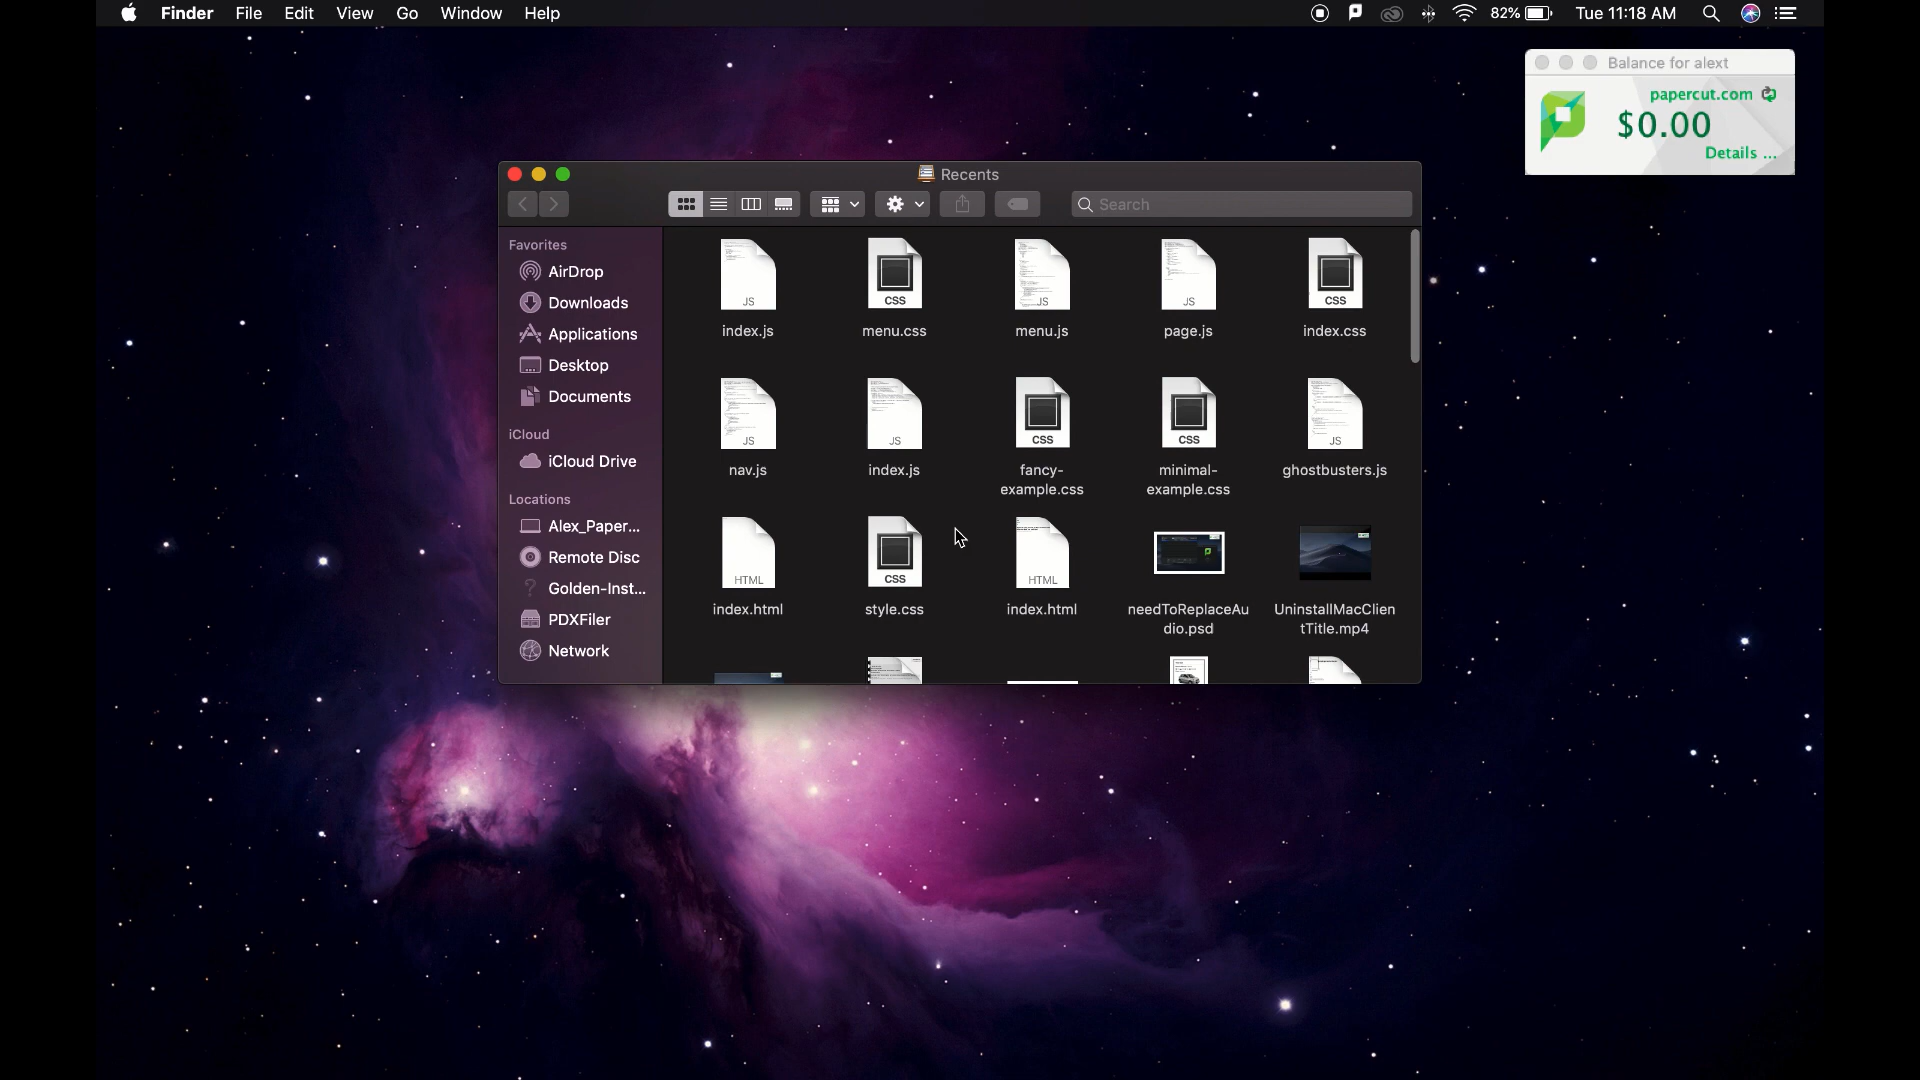 Finder File Edit View Go Window Help
82% Tue 11:18 AM
Balance for alext
papercut.com
$0.00
Details ...
Recents
Search
Favorites
AirDrop
Downloads
Applications
Desktop
Documents
iCloud
iCloud Drive
Locations
Alex_Paper...
Remote Disc
Golden-Inst...
PDXFiler
Network
JS
CSS
JS
JS
CSS
index.js
menu.css
menu.js
page.js
index.css
JS
JS
CSS
CSS
JS
nav.js
index.js
fancy-
example.css
minimal-
example.css
ghostbusters.js
HTML
CSS
HTML
index.html
style.css
index.html
needToReplaceAu
dio.psd
UninstallMacClien
tTitle.mp4